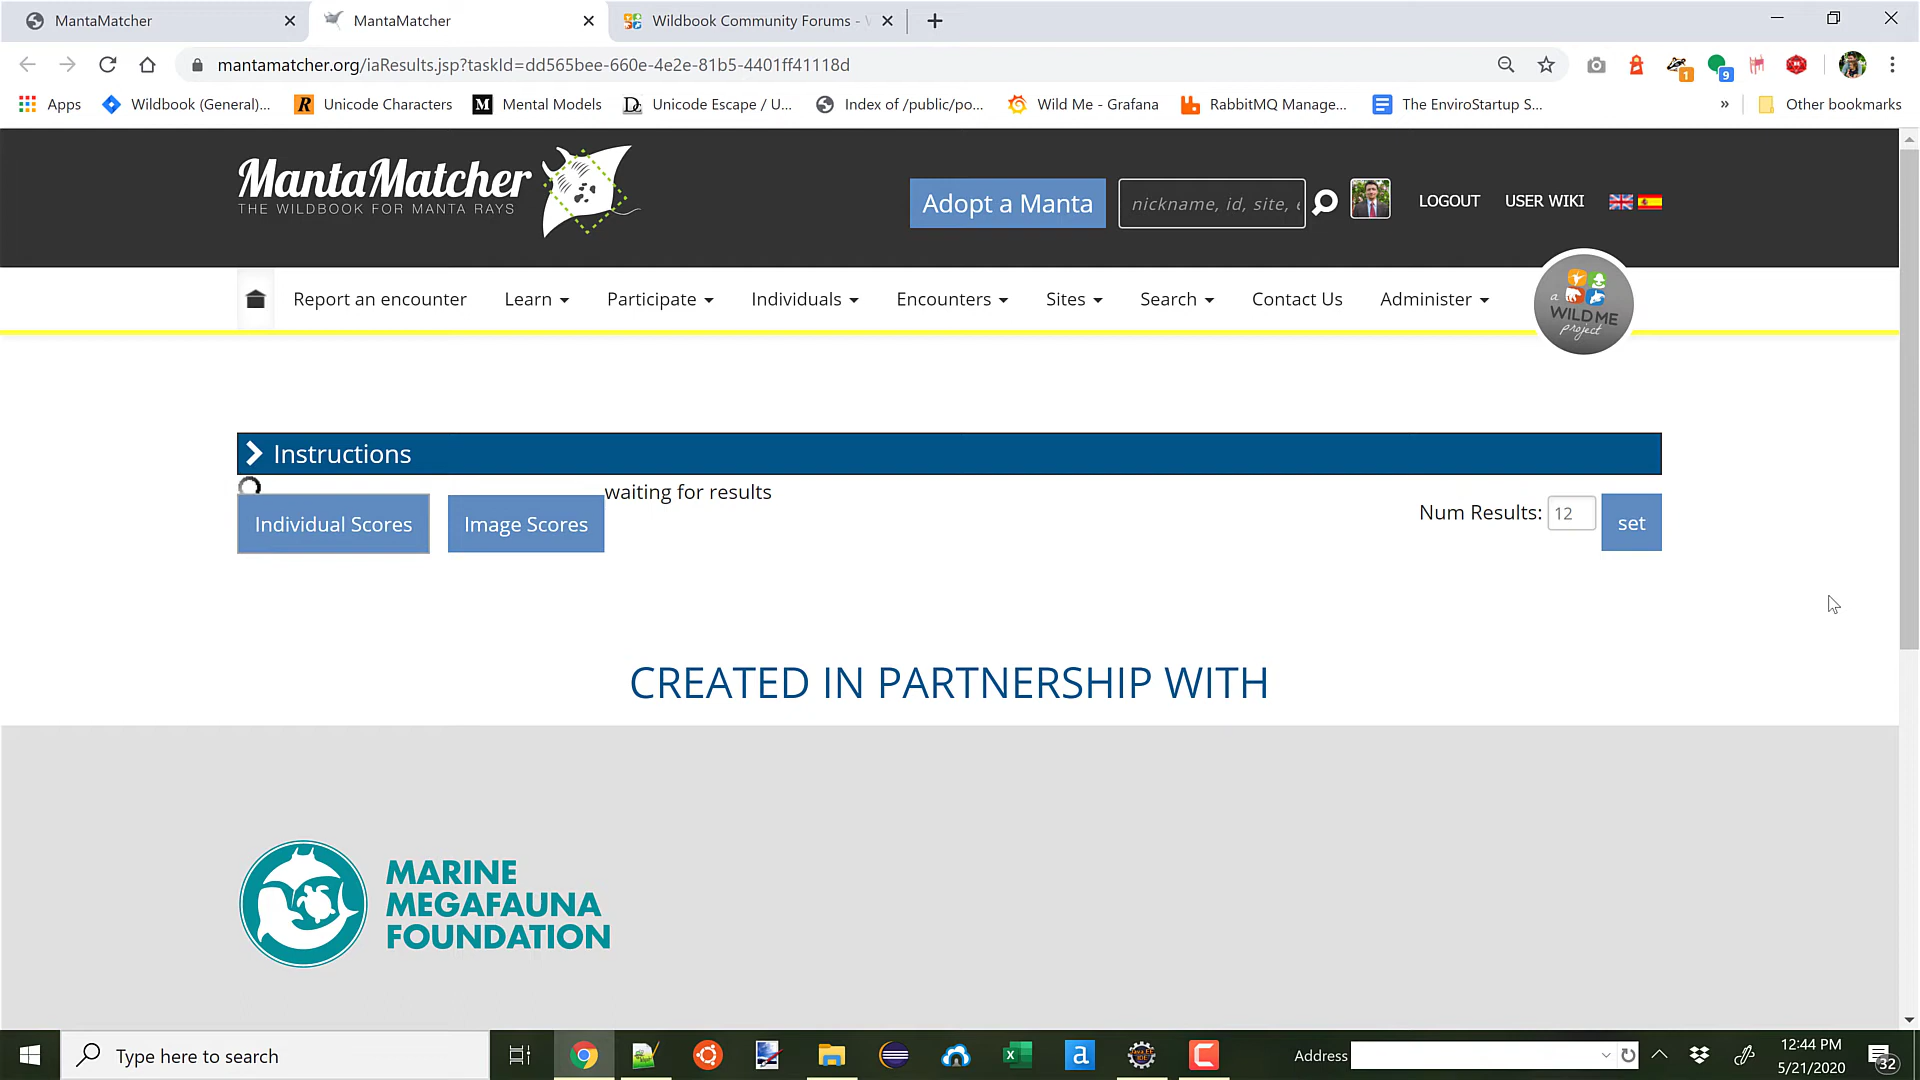 MantaMatcher
MantaMatcher
Wildbook Community Forums -
mantamatcher.org/iaResults.jsp?taskId=dd565bee-660e-4e2e-81b5-4401ff41118d
1
9
Apps
Wildbook (General)...
R
Unicode Characters
M
Mental Models
Unicode Escape / U...
Index of /public/po...
Wild Me - Grafana
RabbitMQ Manage...
The EnviroStartup S...
»
Other bookmarks
MantaMatcher
THE WILDBOOK FOR MANTA RAYS
Adopt a Manta
nickname, id, site, e
LOGOUT
USER WIKI
Report an encounter
Learn
Participate
Individuals
Encounters
Sites
Search
Contact Us
Administer
a
WILD ME
project
Instructions
waiting for results
Individual Scores
Image Scores
Num Results:
12
set
CREATED IN PARTNERSHIP WITH
MARINE
MEGAFAUNA
FOUNDATION
Type here to search
a
Address
12:44 PM
5/21/2020
32